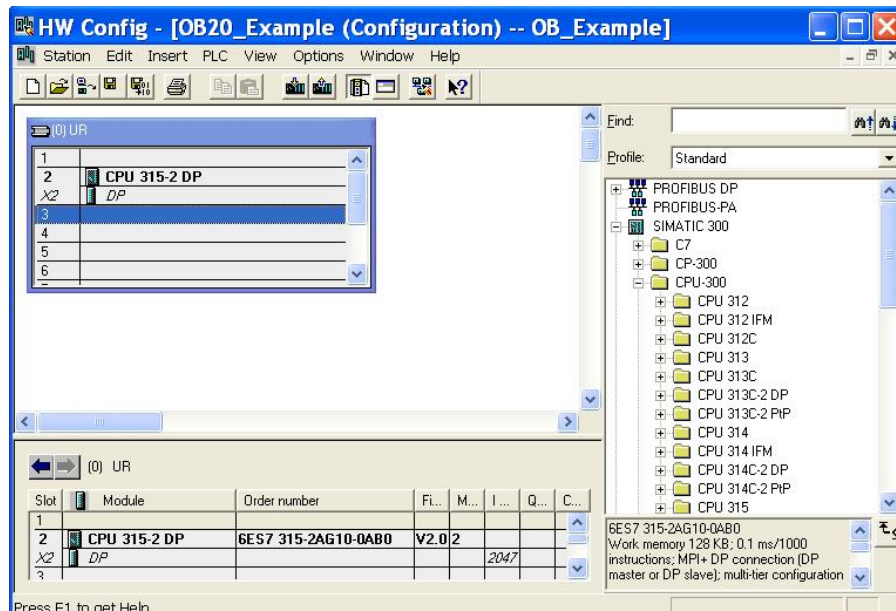 HW Config - [OB20_Example (Configuration) -- OB_Example]
Station Edit Insert PLC View Options Window Help
(0) UR
1
2 CPU 315-2 DP
X2 DP
3
4
5
6
Find:
Profile: Standard
PROFIBUS DP
PROFIBUS-PA
SIMATIC 300
C7
CP-300
CPU-300
CPU 312
CPU 312 IFM
CPU 312C
CPU 313
CPU 313C
CPU 313C-2 DP
CPU 313C-2 PtP
CPU 314
CPU 314 IFM
CPU 314C-2 DP
CPU 314C-2 PtP
CPU 315
(0) UR
Slot Module Order number Fi... M... I ... Q... C...
1
2 CPU 315-2 DP 6ES7 315-2AG10-0AB0 V2.0 2
X2 DP 2047
3
6ES7 315-2AG10-0AB0
Work memory 128 KB; 0.1 ms/1000
instructions; MPI+ DP connection (DP
master or DP slave); multi-tier configuration
Press F1 to get Help.